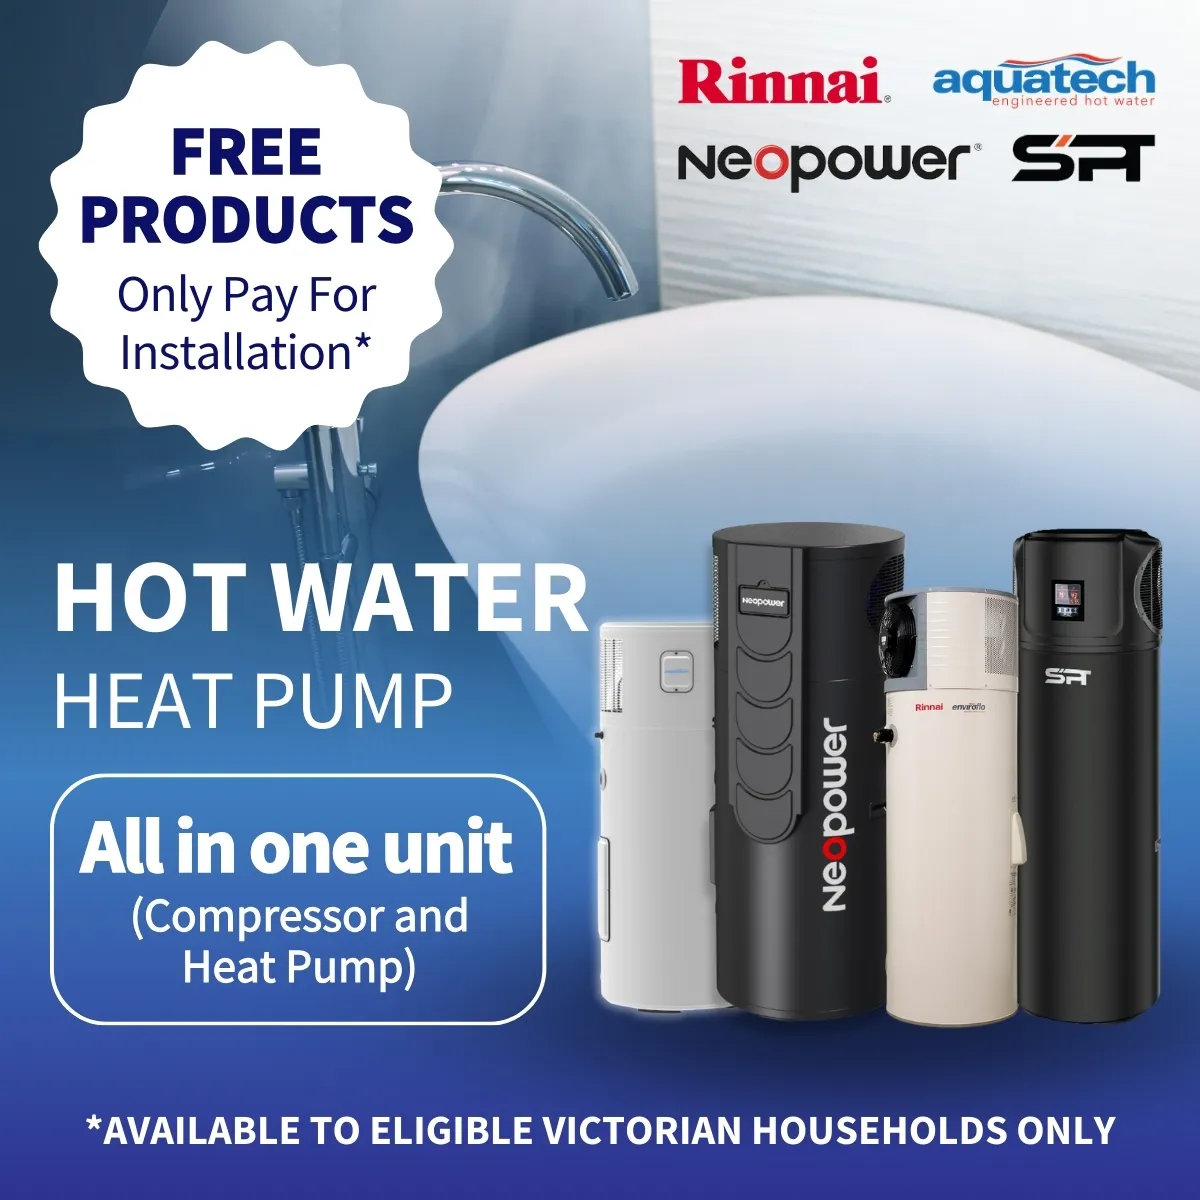 FREE
PRODUCTS
Only Pay For
Installation*
Rinnai®
aquatech
engineered hot water
Neopower®
SPT
HOT WATER
HEAT PUMP
All in one unit
(Compressor and
Heat Pump)
Neopower
Neopower
Rinnai enviroflo
SPT
*AVAILABLE TO ELIGIBLE VICTORIAN HOUSEHOLDS ONLY